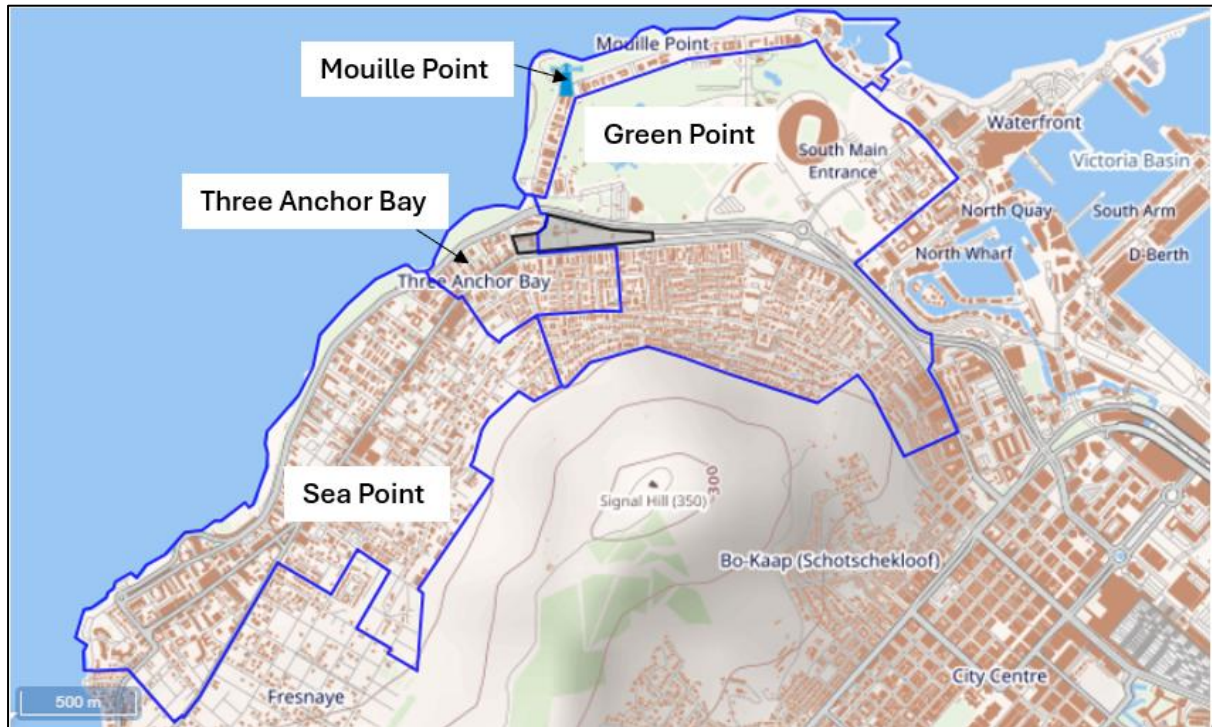 Mouille Point
Mouille Point
Green Point
Waterfront
South Main
Entrance
Victoria Basin
Three Anchor Bay
North Quay
South Arm
North Wharf
D-Berth
Three Anchor Bay
Sea Point
Signal Hill (350)
300
Bo-Kaap (Schotschekloof)
City Centre
Fresnaye
500 m